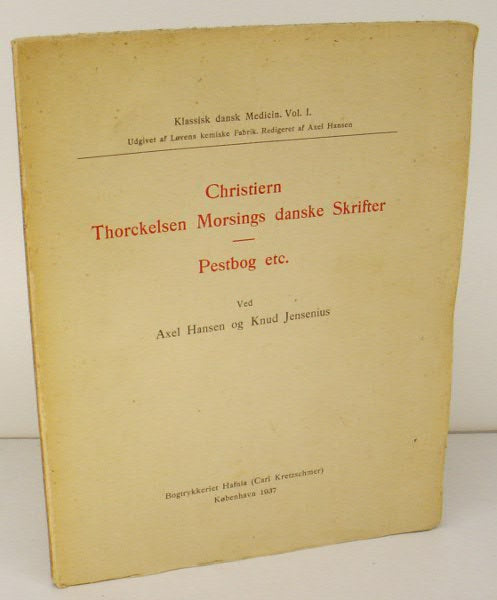 Klassisk dansk Medicin. Vol. I.
Udgivet af Løvens kemiske Fabrik. Redigeret af Axel Hansen
Christiern
Thorckelsen Morsings danske Skrifter
Pestbog etc.
Ved
Axel Hansen og Knud Jensenius
Bogtrykkeriet Hafnia (Carl Kretzschmer)
København 1937